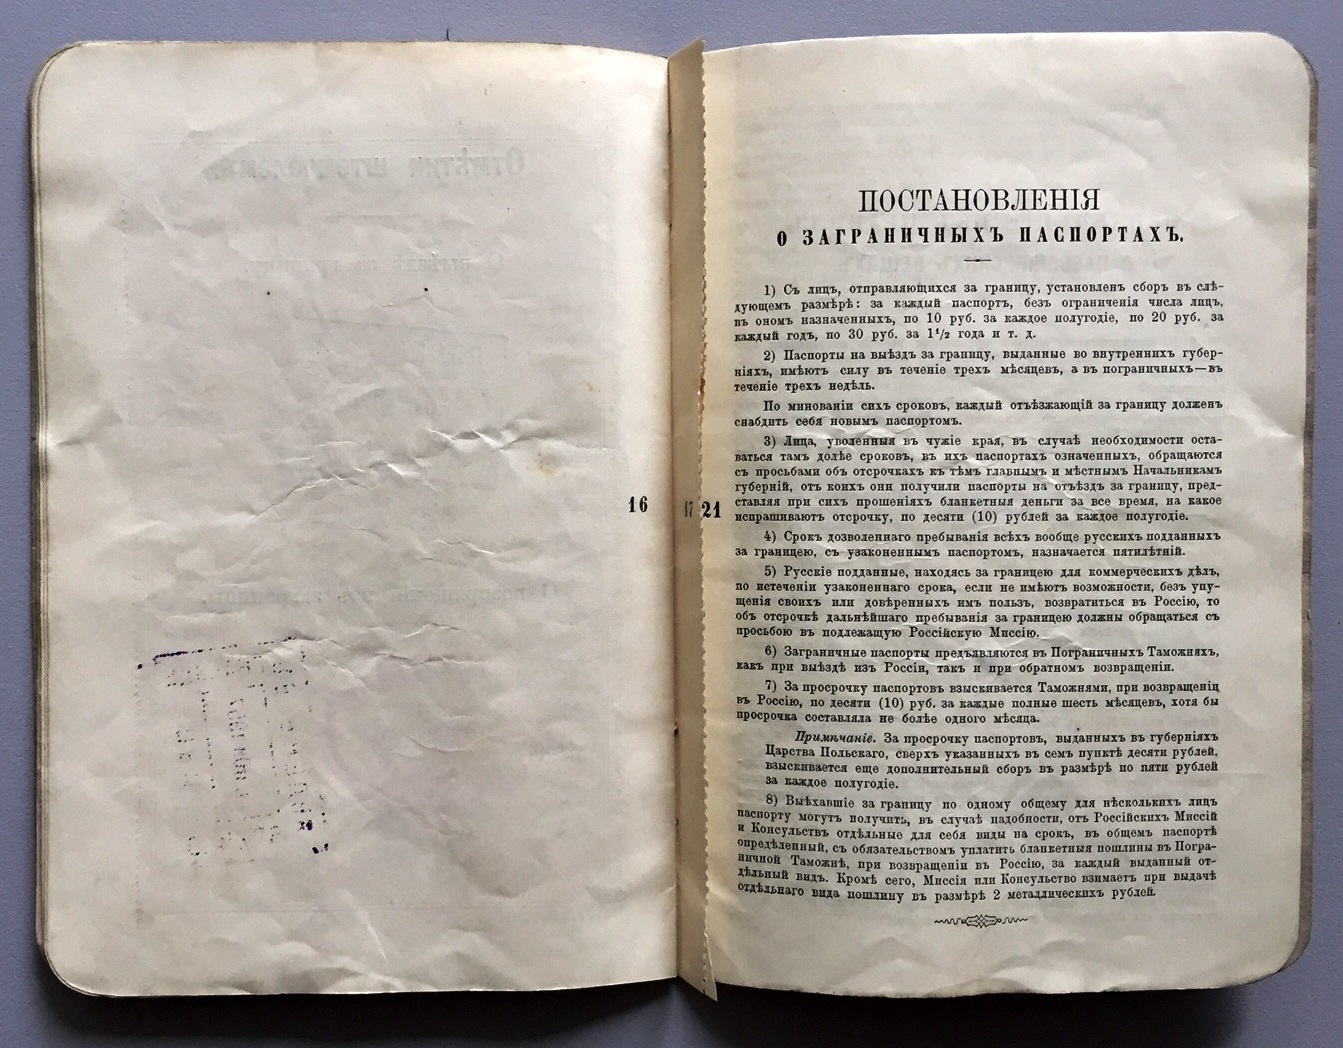 16
17
21
ПОСТАНОВЛЕНІЯ
О ЗАГРАНИЧНЫХЪ ПАСПОРТАХЪ.
1) Съ лицъ, отправляющихся за границу, установленъ сборъ въ слѣ-
дующемъ размѣрѣ: за каждый паспортъ, безъ ограниченія числа лицъ,
въ ономъ назначенныхъ, по 10 руб. за каждое полугодіе, по 20 руб. за
каждый годъ, по 30 руб. за 1 1/2 года и т. д.
2) Паспорты на выѣздъ за границу, выданные во внутреннихъ губер-
ніяхъ, имѣютъ силу въ теченіе трехъ мѣсяцевъ, а въ пограничныхъ—въ
теченіе трехъ недѣль.
По минованіи сихъ сроковъ, каждый отъѣзжающій за границу долженъ
снабдить себя новымъ паспортомъ.
3) Лица, уволенныя въ чужіе края, въ случаѣ необходимости оста-
ваться тамъ долѣе сроковъ, въ ихъ паспортахъ означенныхъ, обращаются
съ просьбами объ отсрочкахъ къ тѣмъ главнымъ и мѣстнымъ Начальникамъ
губерній, отъ коихъ они получили паспорты на отъѣздъ за границу, пред-
ставляя при сихъ прошеніяхъ бланкетныя деньги за все время, на какое
испрашиваютъ отсрочку, по десяти (10) рублей за каждое полугодіе.
4) Срокъ дозволеннаго пребыванія всѣхъ вообще русскихъ подданныхъ
за границею, съ узаконеннымъ паспортомъ, назначается пятилѣтній.
5) Русскіе подданные, находясь за границею для коммерческихъ дѣлъ,
по истеченіи узаконеннаго срока, если не имѣютъ возможности, безъ упу-
щенія своихъ или довѣренныхъ имъ пользъ, возвратиться въ Россію, то
объ отсрочкѣ дальнѣйшаго пребыванія за границею должны обращаться съ
просьбою въ подлежащую Россійскую Миссію.
6) Заграничные паспорты предъявляются въ Пограничныхъ Таможняхъ,
какъ при выѣздѣ изъ Россіи, такъ и при обратномъ возвращеніи.
7) За просрочку паспортовъ взыскивается Таможнями, при возвращеніи
въ Россію, по десяти (10) руб. за каждые полные шесть мѣсяцевъ, хотя бы
просрочка составляла не болѣе одного мѣсяца.
Примѣчаніе. За просрочку паспортовъ, выданныхъ въ губерніяхъ
Царства Польскаго, сверхъ указанныхъ въ семъ пунктѣ десяти рублей,
взыскивается еще дополнительный сборъ въ размѣрѣ по пяти рублей
за каждое полугодіе.
8) Выѣхавшіе за границу по одному общему для нѣсколькихъ лицъ
паспорту могутъ получить, въ случаѣ надобности, отъ Россійскихъ Миссій
и Консульствъ отдѣльные для себя виды на срокъ, въ общемъ паспортѣ
опредѣленный, съ обязательствомъ уплатить бланкетныя пошлины въ Погра-
ничной Таможнѣ, при возвращеніи въ Россію, за каждый выданный от-
дѣльный видъ. Кромѣ сего, Миссія или Консульство взимаетъ при выдачѣ
отдѣльнаго вида пошлину въ размѣрѣ 2 металлическихъ рублей.